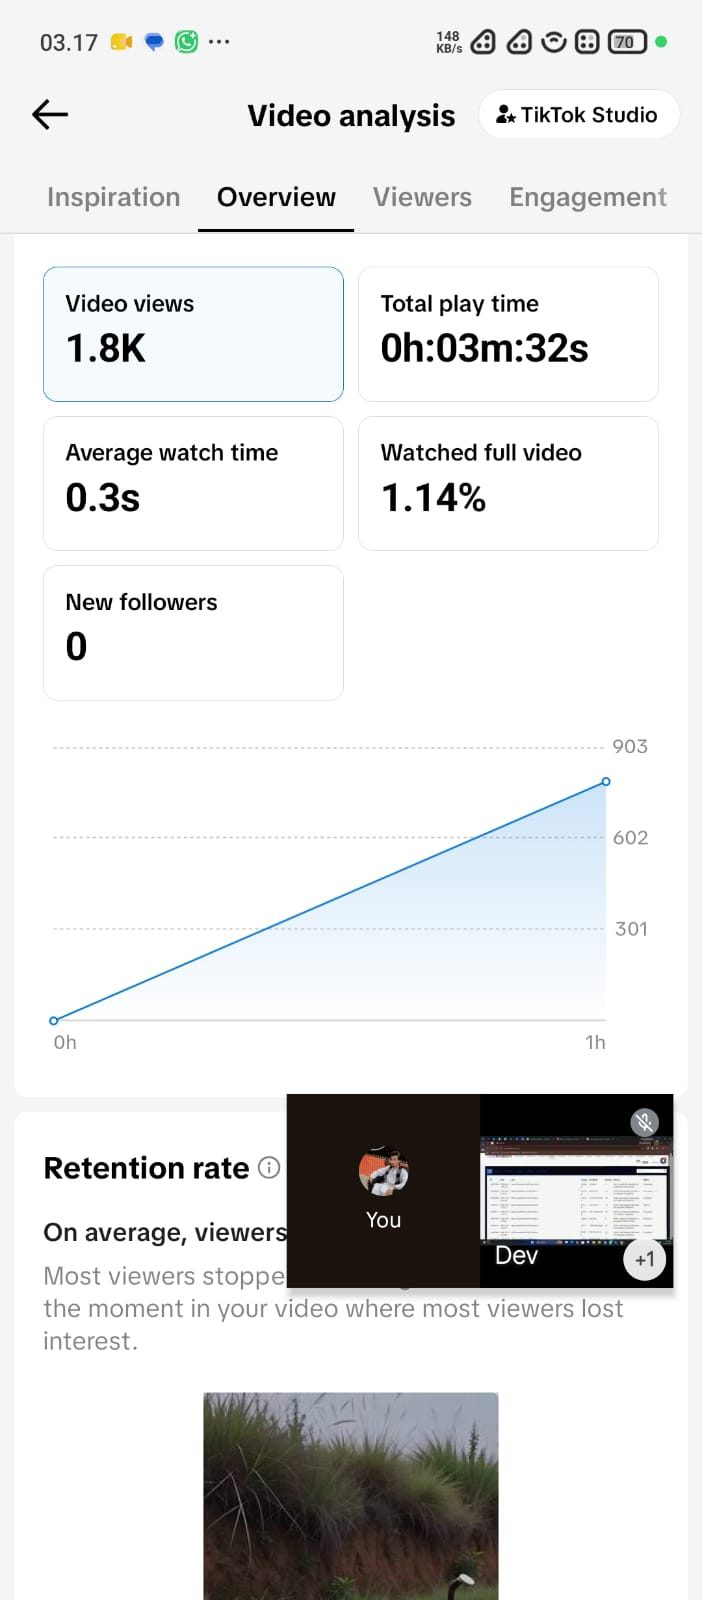 03.17
148
KB/s
70
Video analysis
TikTok Studio
Inspiration
Overview
Viewers
Engagement
Video views
1.8K
Total play time
0h:03m:32s
Average watch time
0.3s
Watched full video
1.14%
New followers
0
903
602
301
0h
1h
Retention rate
On average, viewers
Most viewers stoppe
the moment in your video where most viewers lost
interest.
You
Dev
+1